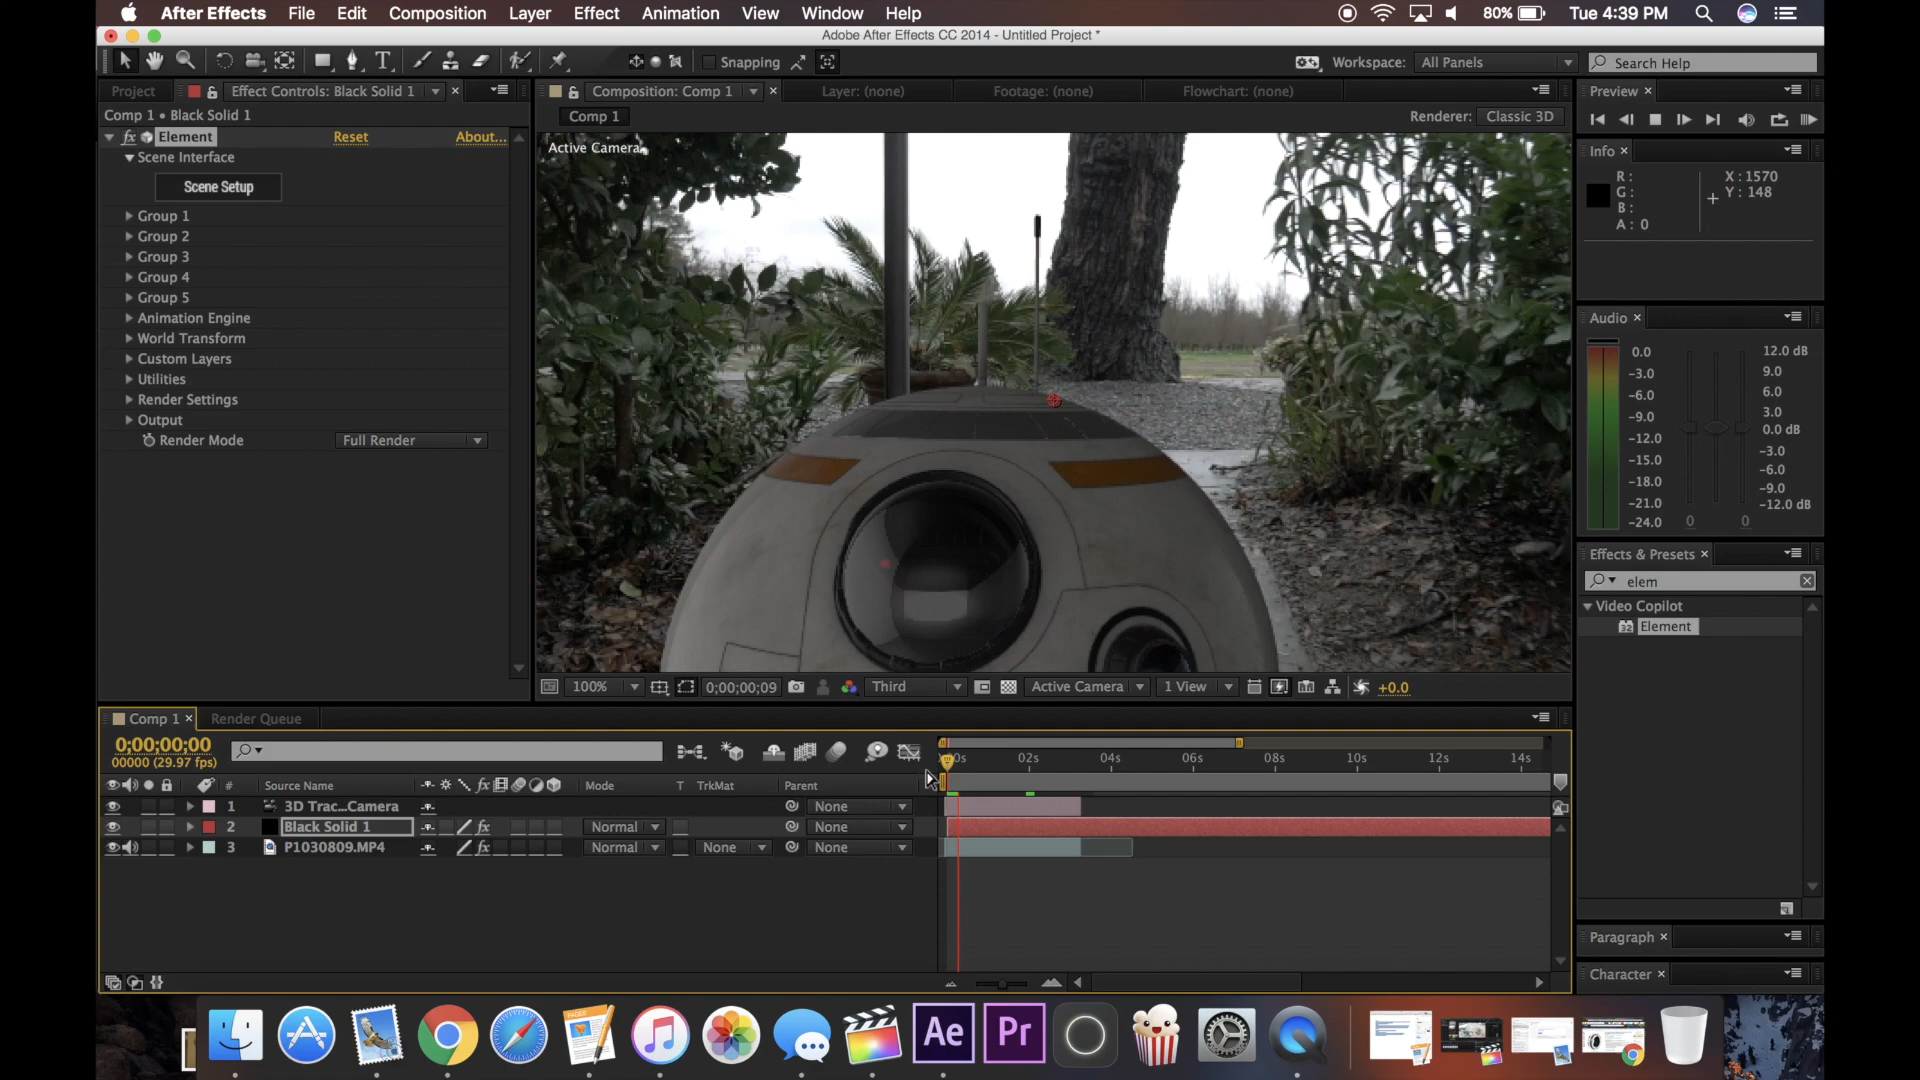 After Effects File Edit Composition Layer Effect Animation View Window Help 80% Tue 4:39 PM
Adobe After Effects CC 2014 - Untitled Project *
Snapping Workspace: All Panels Search Help
Project Effect Controls: Black Solid 1 Composition: Comp 1 Layer: (none) Footage: (none) Flowchart: (none) Preview
Comp 1 • Black Solid 1 Comp 1 Renderer: Classic 3D
fx Element Reset About...
Active Camera
Scene Interface
Scene Setup
Group 1
Group 2
Group 3
Group 4
Group 5
Animation Engine
World Transform
Custom Layers
Utilities
Render Settings
Output
Render Mode Full Render
Info
R: X: 1570
G: Y: 148
B:
A: 0
Audio
0.0 12.0 dB
-3.0 9.0
-6.0 6.0
-9.0 3.0
-12.0 0.0 dB
-15.0 -3.0
-18.0 -6.0
-21.0 -9.0
-24.0 -12.0 dB
0 0
Effects & Presets
elem
Video Copilot
32 Element
Paragraph
Character
100% 0;00;00;09 Third Active Camera 1 View +0.0
Comp 1 Render Queue
0;00;00;00
00000 (29.97 fps)
0s 02s 04s 06s 08s 10s 12s 14s
# Source Name fx Mode T TrkMat Parent
1 3D Trac...Camera None
2 Black Solid 1 fx Normal None
3 P1030809.MP4 fx Normal None None
PAGES Ae Pr